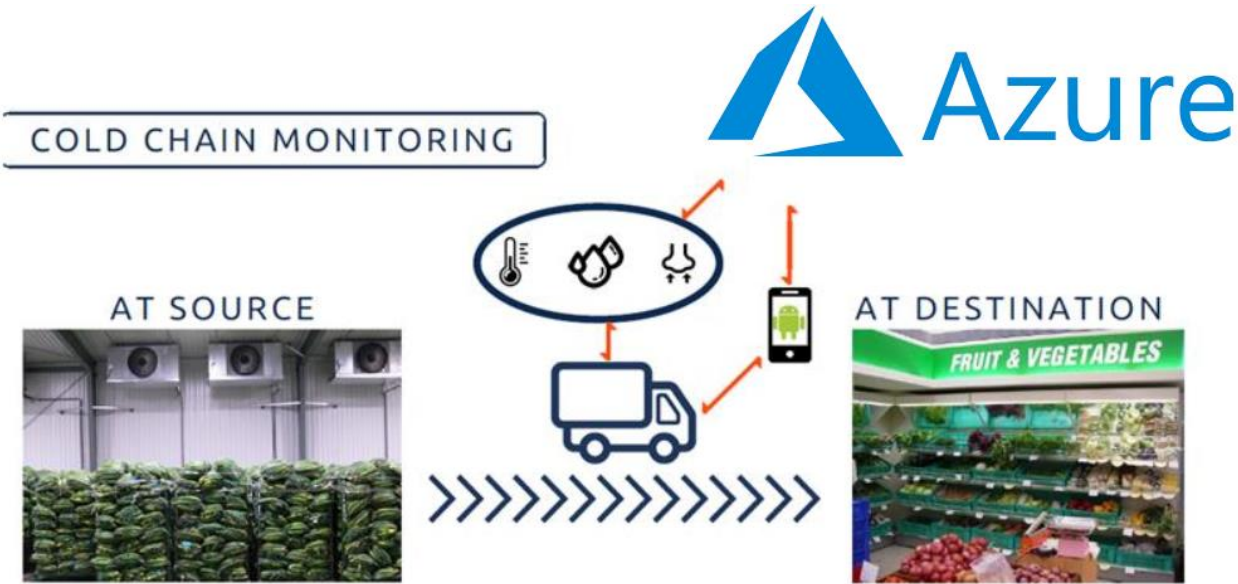 Azure
COLD CHAIN MONITORING
AT SOURCE
AT DESTINATION
FRUIT & VEGETABLES